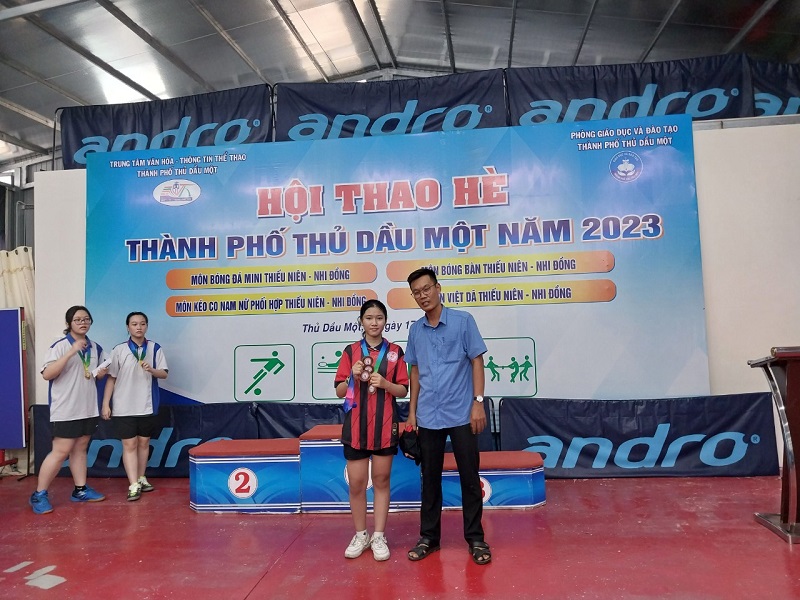 andro
andro
andro
andro
TRUNG TÂM VĂN HÓA - THÔNG TIN THỂ THAO
THÀNH PHỐ THỦ DẦU MỘT
PHÒNG GIÁO DỤC VÀ ĐÀO TẠO
THÀNH PHỐ THỦ DẦU MỘT
HỘI THAO HÈ
THÀNH PHỐ THỦ DẦU MỘT NĂM 2023
MÔN BÓNG ĐÁ MINI THIẾU NIÊN - NHI ĐỒNG
MÔN BÓNG BÀN THIẾU NIÊN - NHI ĐỒNG
MÔN KÉO CO NAM NỮ PHỐI HỢP THIẾU NIÊN - NHI ĐỒNG
VIỆT DÃ THIẾU NIÊN - NHI ĐỒNG
Thủ Dầu Một,
andro
2
3